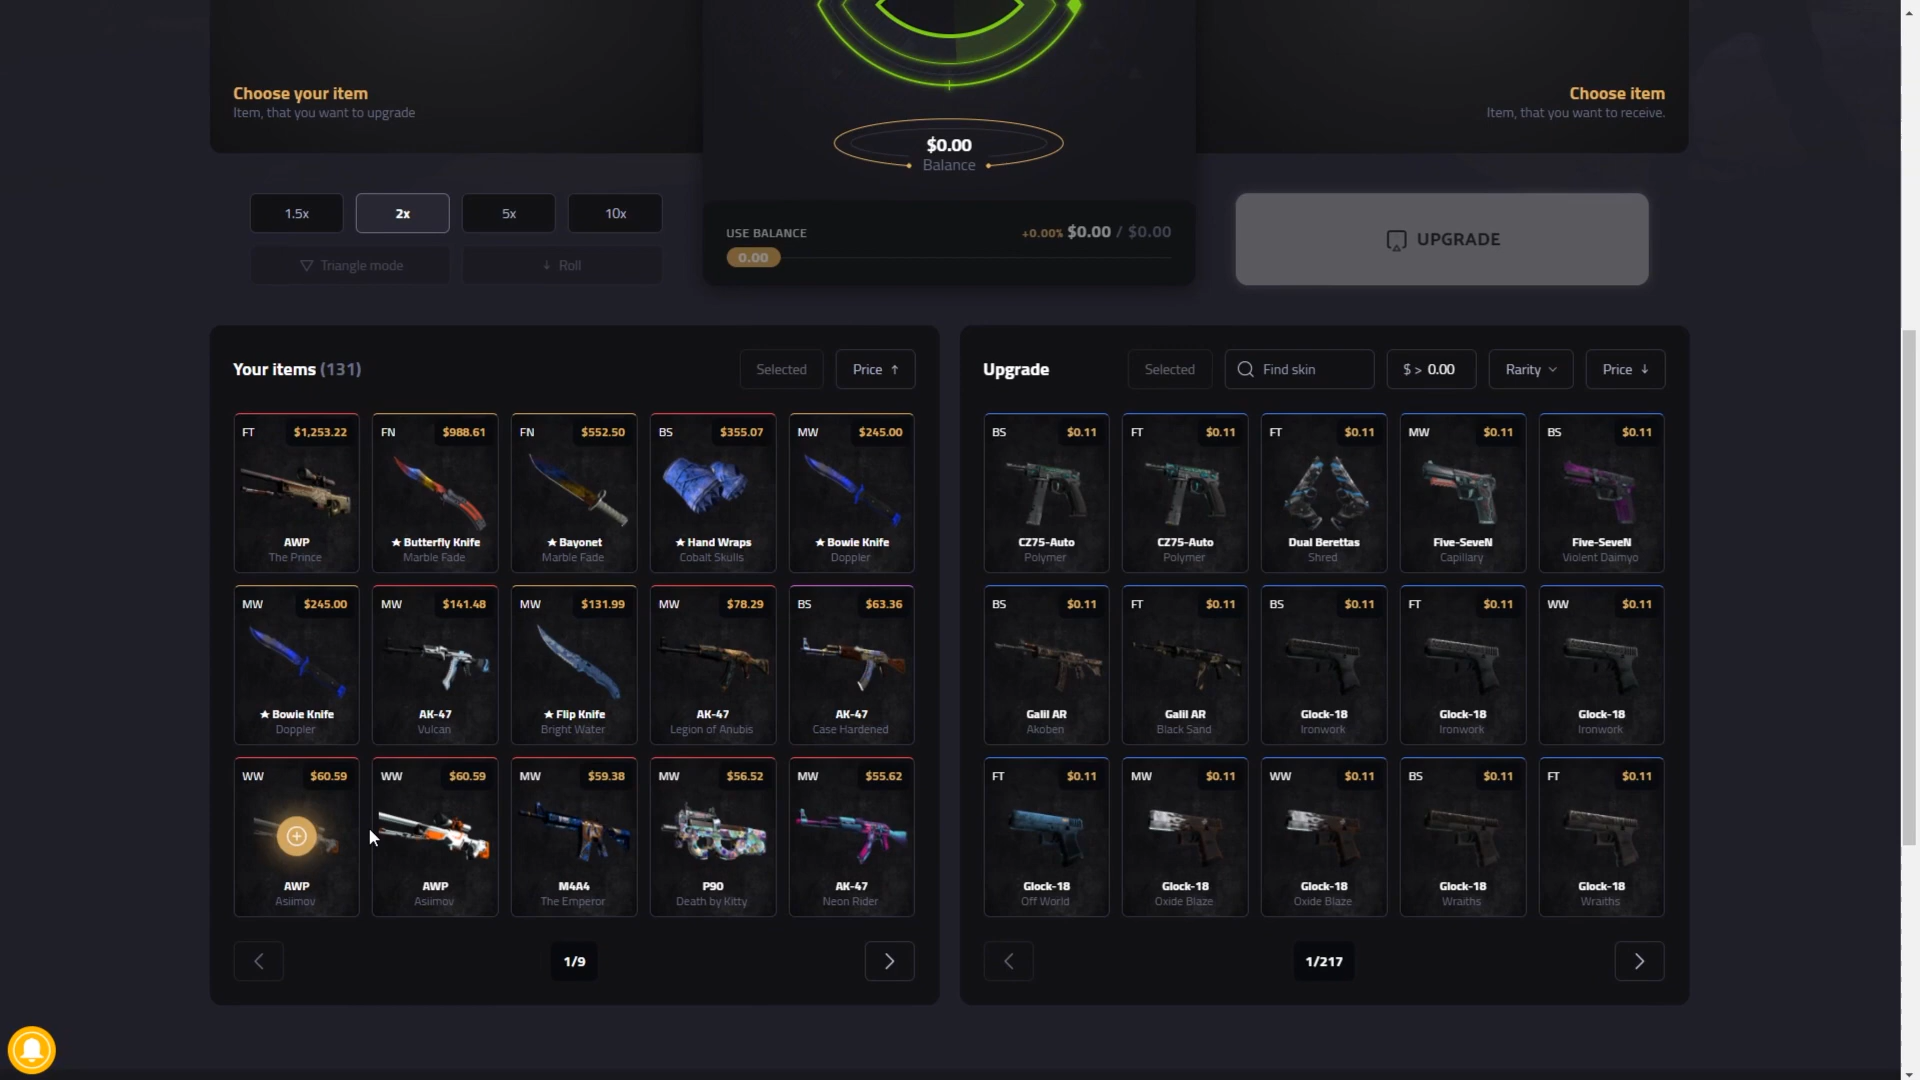 Choose your item
Item, that you want to upgrade
Choose item
Item, that you want to receive.
$0.00
Balance
1.5x 2x 5x 10x
Triangle mode Roll
USE BALANCE +0.00% $0.00 / $0.00
0.00
UPGRADE
Your items (131) Selected Price
FT $1,253.22 FN $988.61 FN $552.50 BS $355.07 MW $245.00
AWP ★ Butterfly Knife ★ Bayonet ★ Hand Wraps ★ Bowie Knife
The Prince Marble Fade Marble Fade Cobalt Skulls Doppler
MW $245.00 MW $141.48 MW $131.99 MW $78.29 BS $63.36
★ Bowie Knife AK-47 ★ Flip Knife AK-47 AK-47
Doppler Vulcan Bright Water Legion of Anubis Case Hardened
WW $60.59 WW $60.59 MW $59.38 MW $56.52 MW $55.62
AWP AWP M4A4 P90 AK-47
Asiimov Asiimov The Emperor Death by Kitty Neon Rider
1/9
Upgrade Selected Find skin $ > 0.00 Rarity Price
BS $0.11 FT $0.11 FT $0.11 MW $0.11 BS $0.11
CZ75-Auto CZ75-Auto Dual Berettas Five-SeveN Five-SeveN
Polymer Polymer Shred Capillary Violent Daimyo
BS $0.11 FT $0.11 BS $0.11 FT $0.11 WW $0.11
Galil AR Galil AR Glock-18 Glock-18 Glock-18
Akoben Black Sand Ironwork Ironwork Ironwork
FT $0.11 MW $0.11 WW $0.11 BS $0.11 FT $0.11
Glock-18 Glock-18 Glock-18 Glock-18 Glock-18
Off World Oxide Blaze Oxide Blaze Wraiths Wraiths
1/217